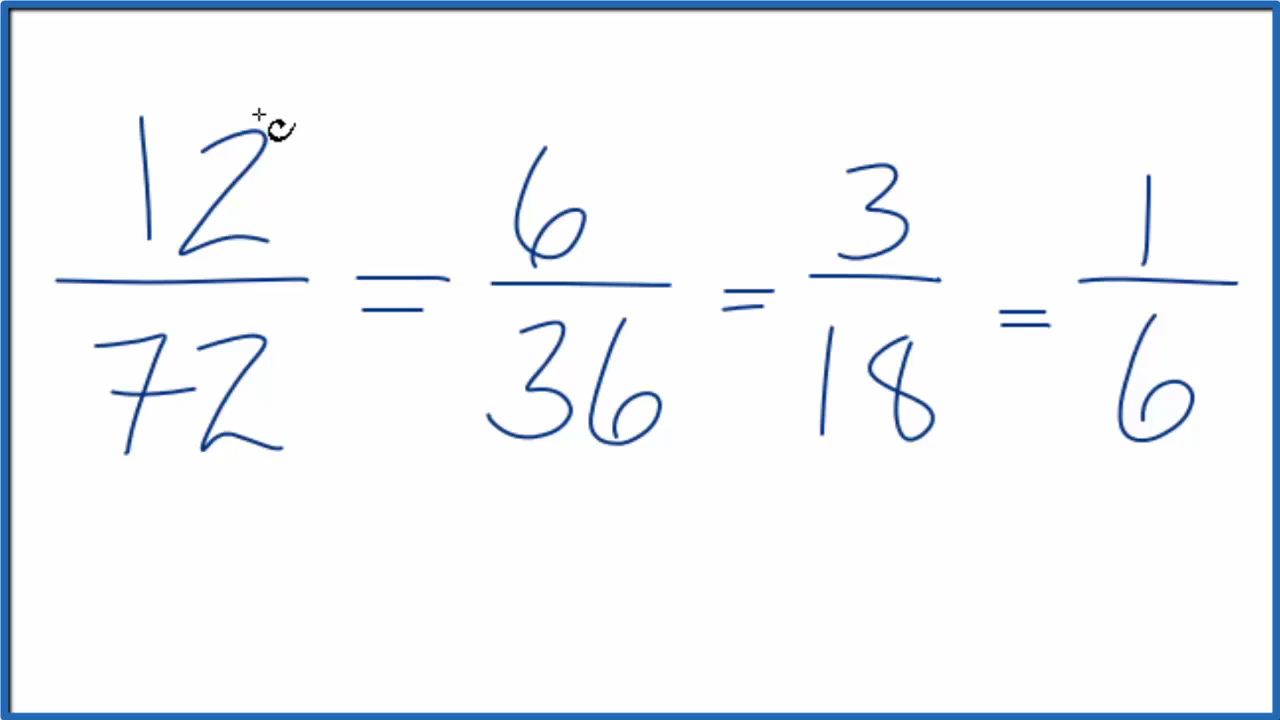 12/72 = 6/36 = 3/18 = 1/6